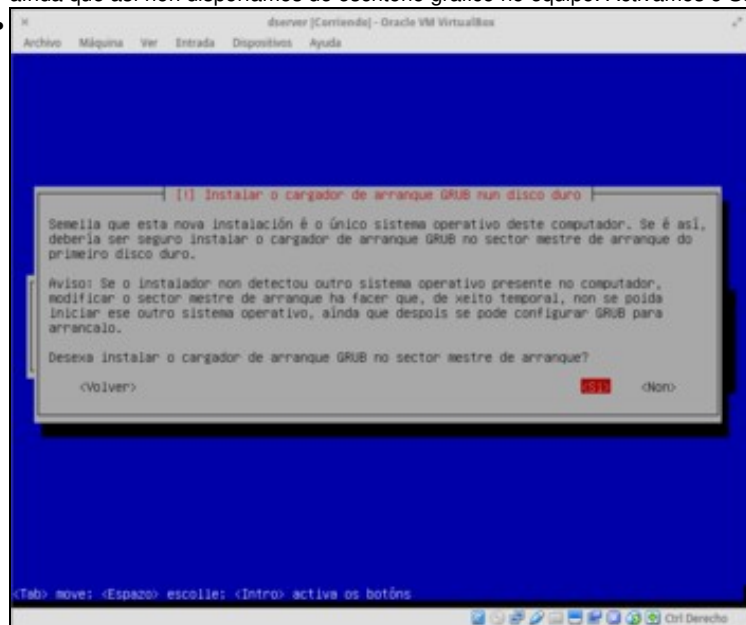 ainda que así non disporíamos do escritorio gráfico no equipo. Activamos o
dserver [Corriendo] - Oracle VM VirtualBox
Archivo Máquina Ver Entrada Dispositivos Ayuda
[!] Instalar o cargador de arranque GRUB nun disco duro
Semella que esta nova instalación é o único sistema operativo deste computador. Se é así,
debería ser seguro instalar o cargador de arranque GRUB no sector mestre de arranque do
primeiro disco duro.
Aviso: Se o instalador non detectou outro sistema operativo presente no computador,
modificar o sector mestre de arranque ha facer que, de xeito temporal, non se poida
iniciar ese outro sistema operativo, aínda que despois se pode configurar GRUB para
arrancalo.
Desexa instalar o cargador de arranque GRUB no sector mestre de arranque?
<Volver> <Si> <Non>
<Tab> move; <Espazo> escolle; <Intro> activa os botóns
Ctrl Derecho